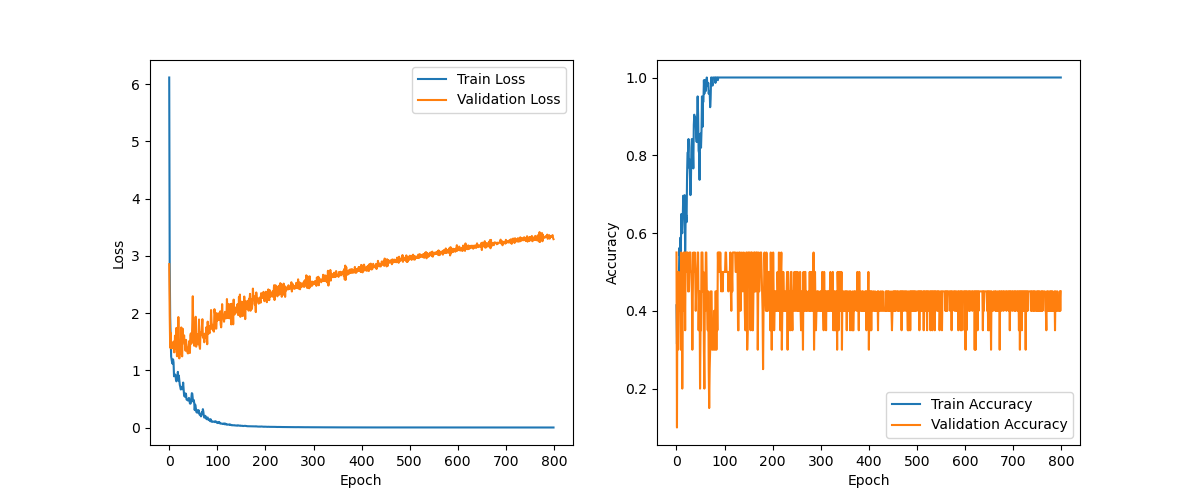 Train Loss
Validation Loss
6
5
4
3
2
1
0
Loss
0 100 200 300 400 500 600 700 800
Epoch
1.0
0.8
0.6
0.4
0.2
Accuracy
Train Accuracy
Validation Accuracy
0 100 200 300 400 500 600 700 800
Epoch